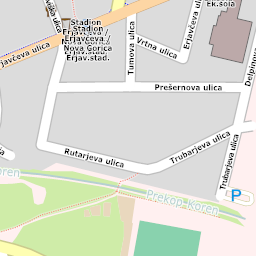 Ek.šola
Stadion
Erjavčeva /
Nova Gorica
Erjav.stad.
Erjavčeva ulica
Tumova ulica
Vrtna ulica
Erjavčeva ulica
Delpinova
Prešernova ulica
Rutarjeva ulica
Trubarjeva ulica
Trubarjeva ulica
Prekop Koren
Koren
P